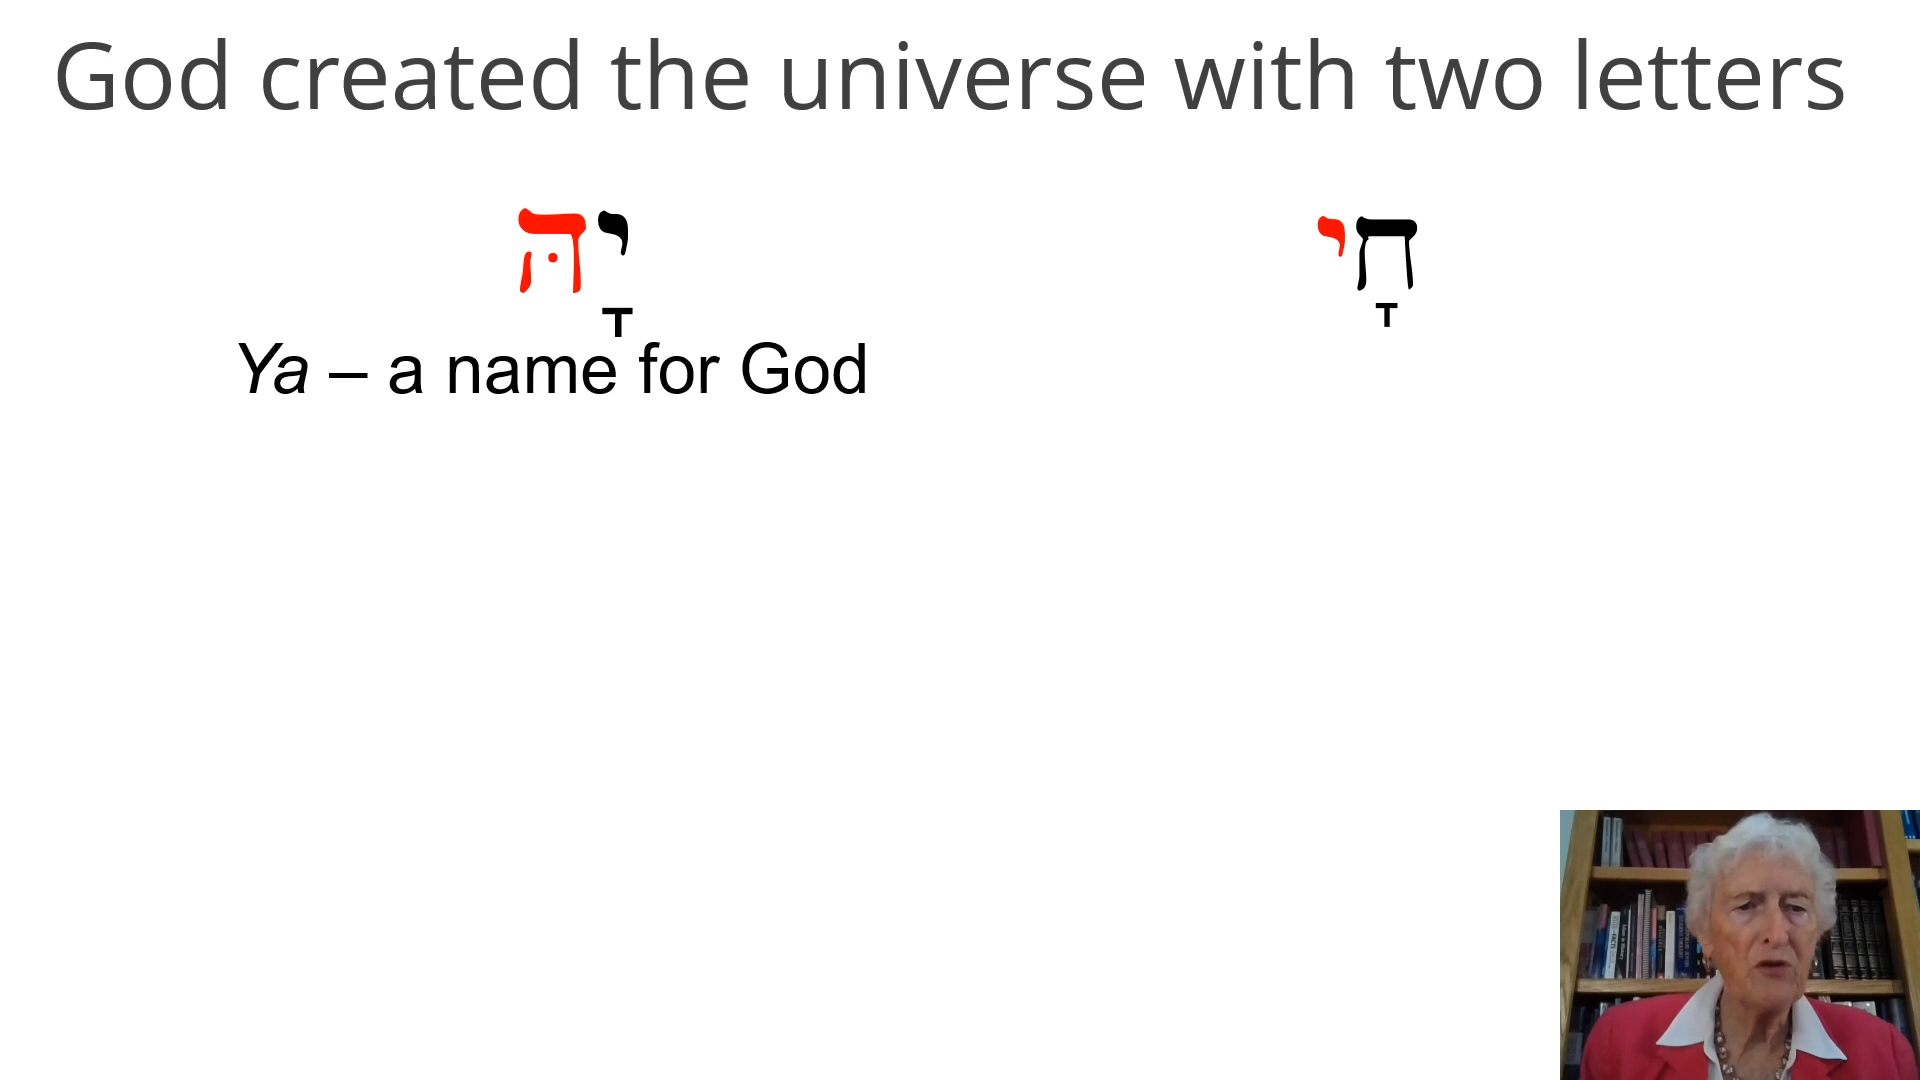 God created the universe with two letters
יָהּ
חָי
Ya – a name for God